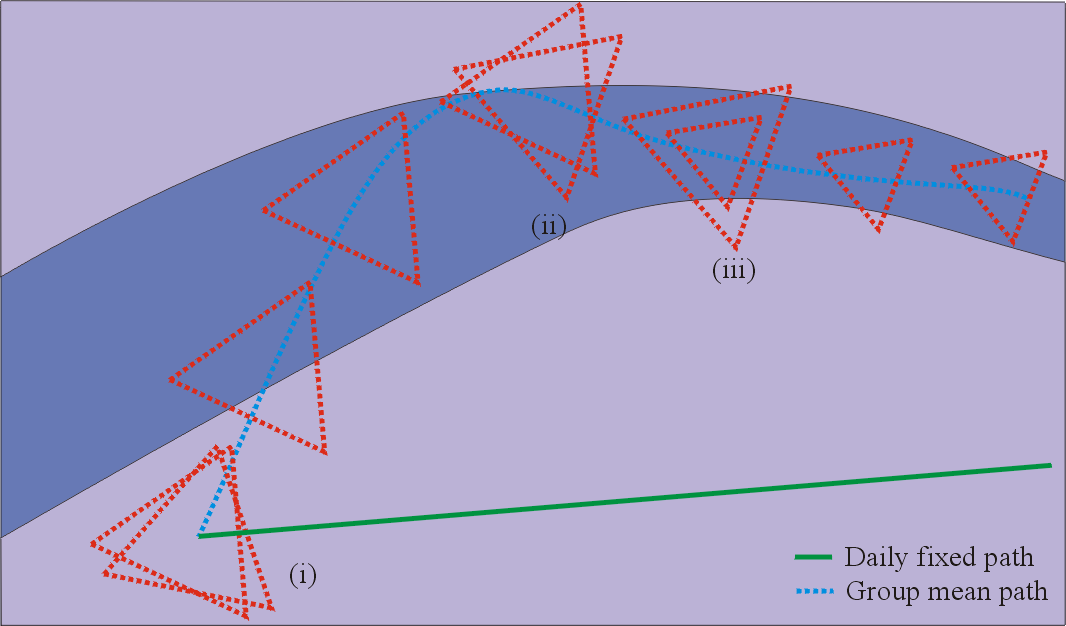 (ii)
(iii)
(i)
Daily fixed path
Group mean path